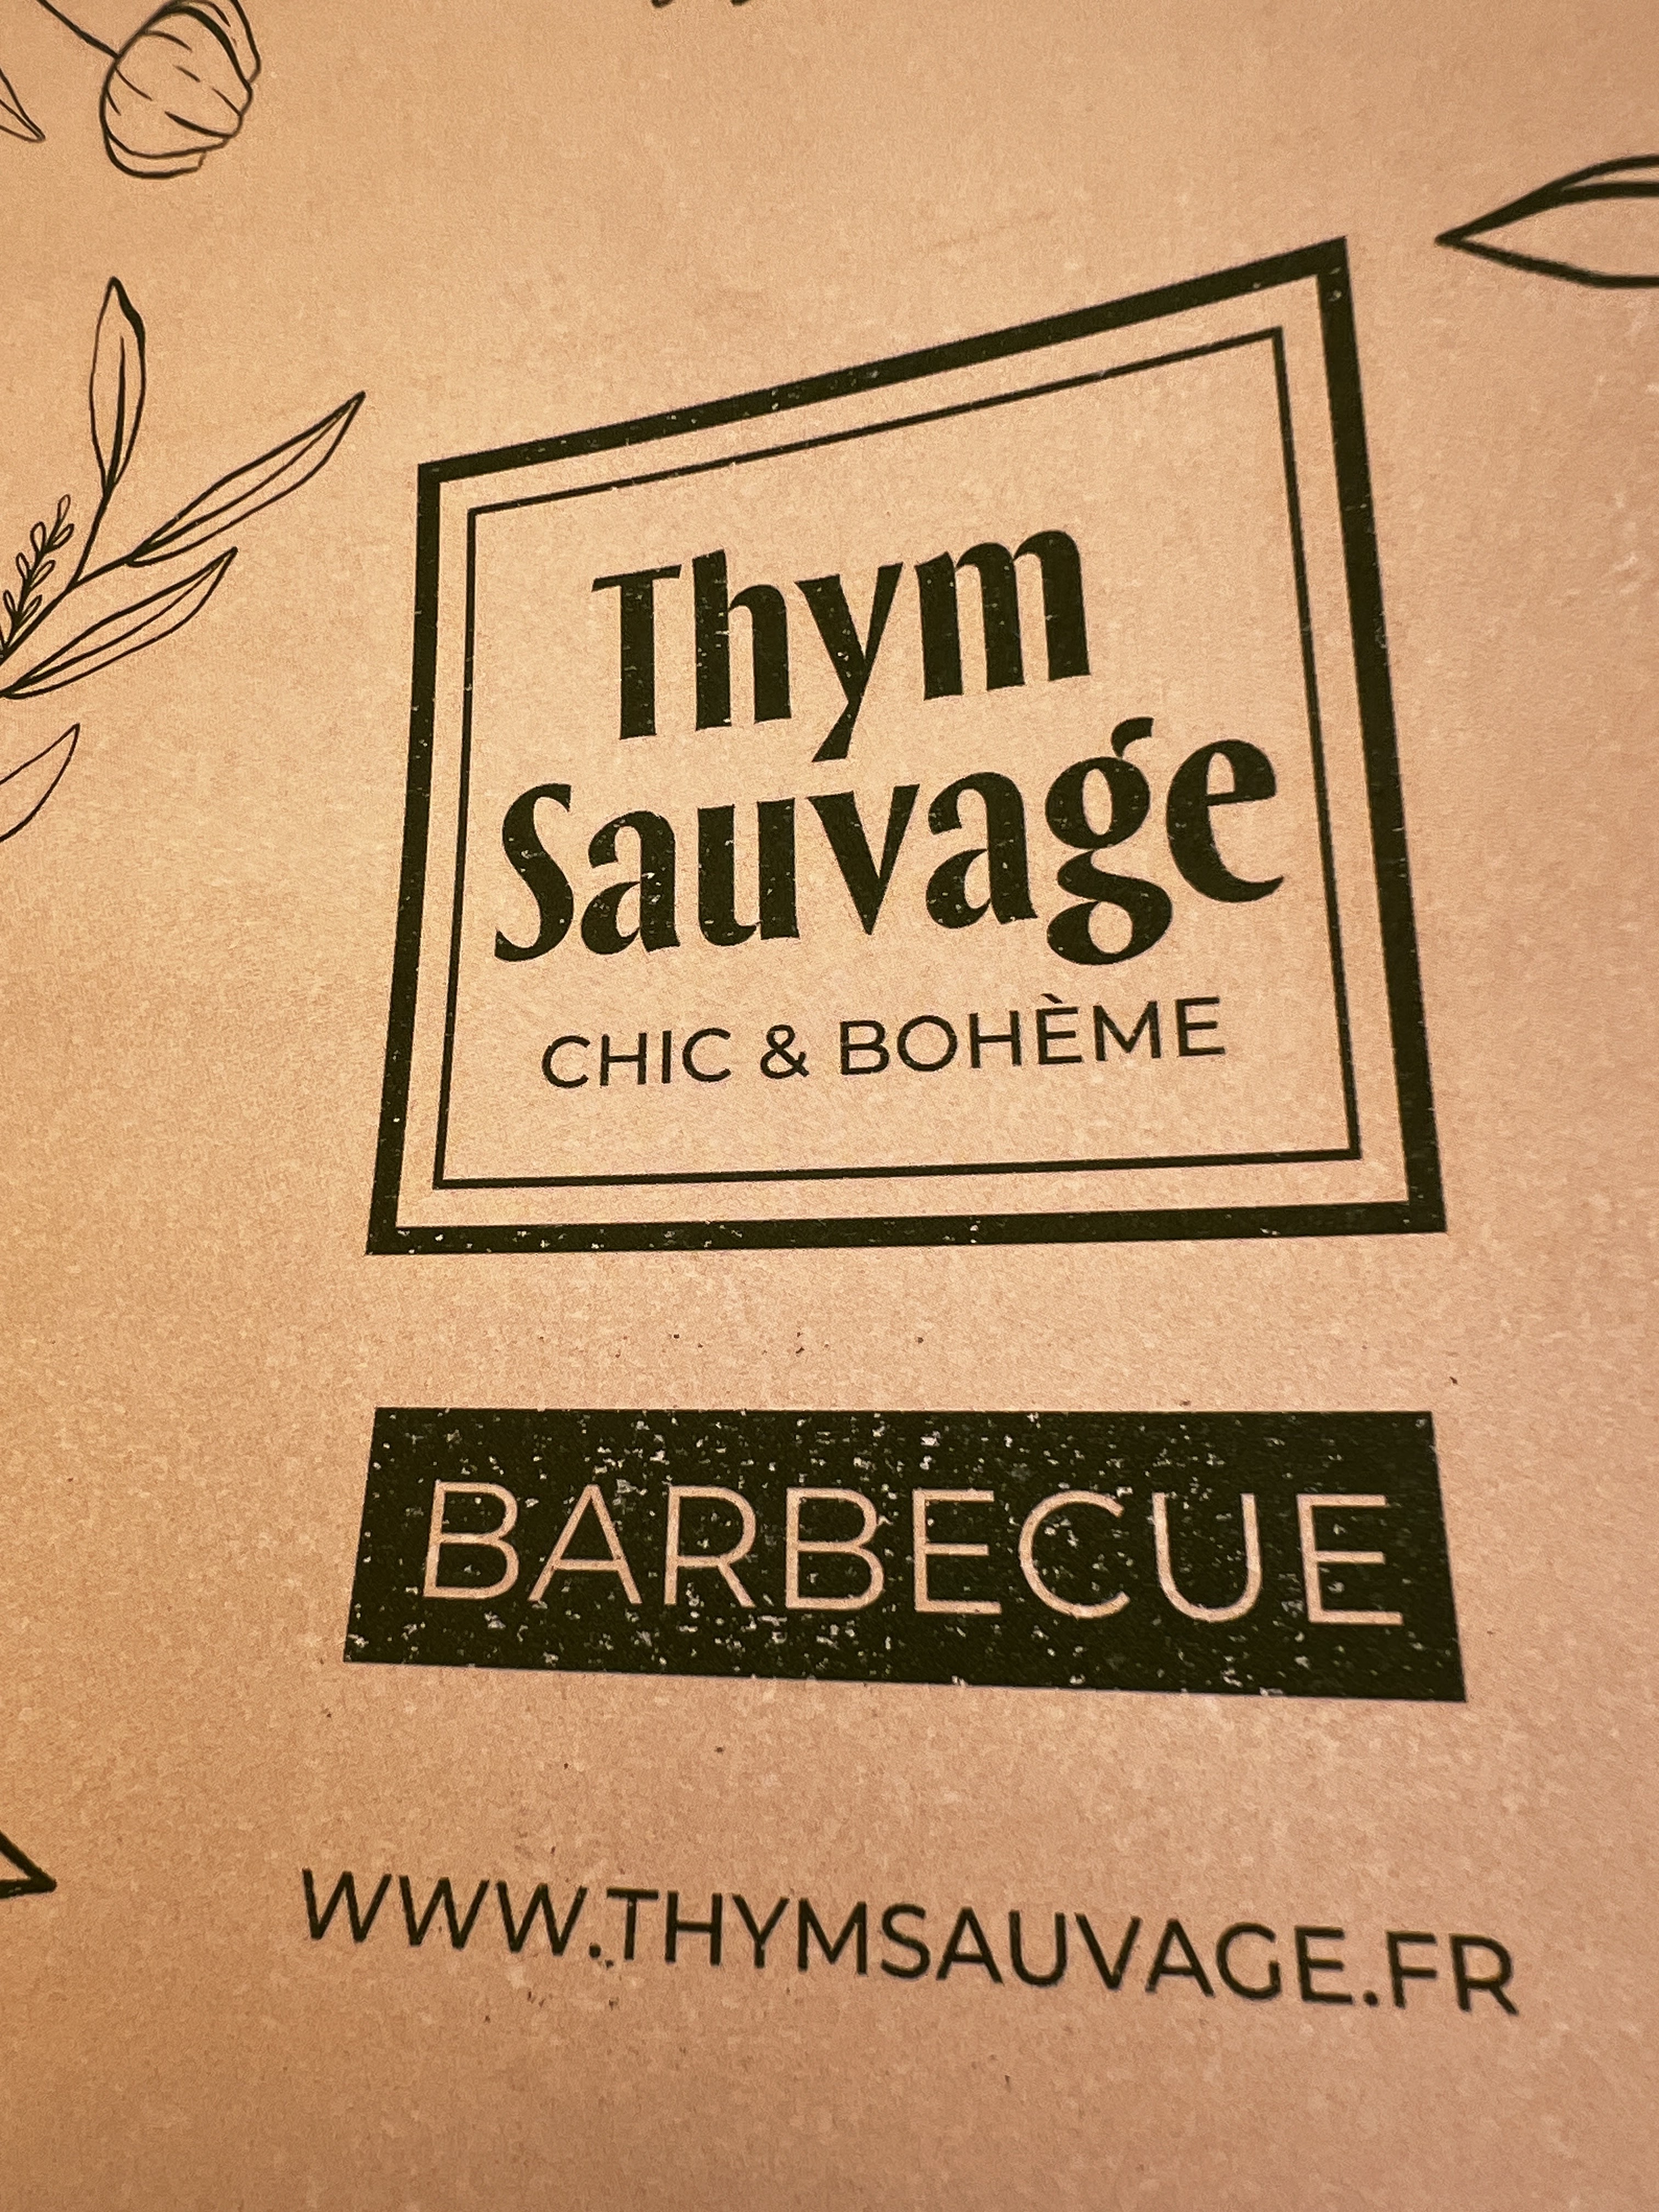 Thym
Sauvage
CHIC & BOHÈME
BARBECUE
WWW.THYMSAUVAGE.FR